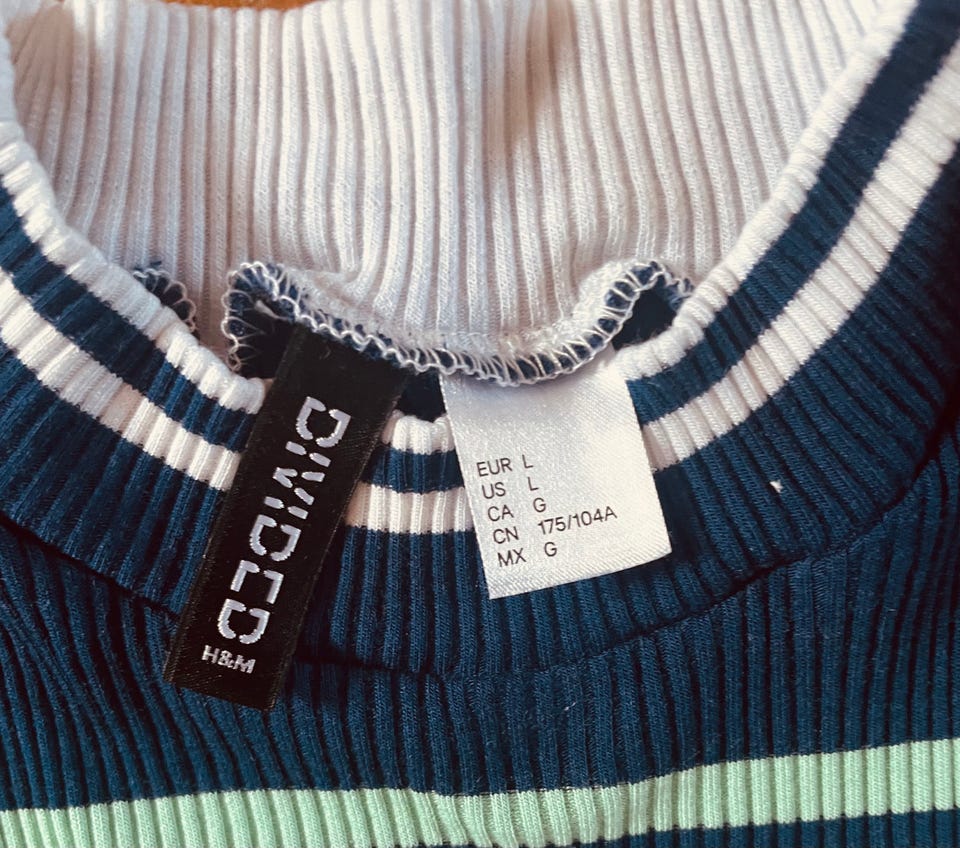 DIVIDED
H&M
EUR L
US L
CA G
CN 175/104A
MX G